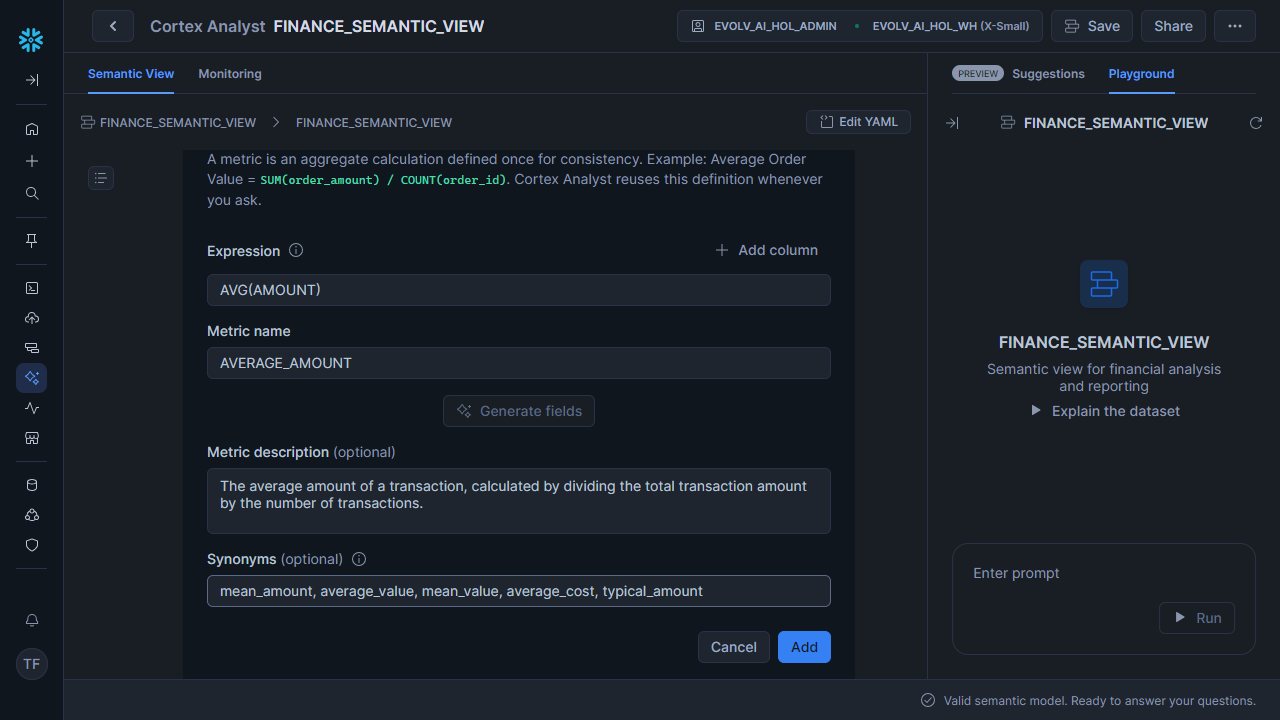 Cortex Analyst FINANCE_SEMANTIC_VIEW
EVOLV_AI_HOL_ADMIN • EVOLV_AI_HOL_WH (X-Small)
Save
Share
Semantic View
Monitoring
PREVIEW
Suggestions
Playground
FINANCE_SEMANTIC_VIEW > FINANCE_SEMANTIC_VIEW
Edit YAML
FINANCE_SEMANTIC_VIEW
A metric is an aggregate calculation defined once for consistency. Example: Average Order
Value = SUM(order_amount) / COUNT(order_id). Cortex Analyst reuses this definition whenever
you ask.
Expression
Add column
AVG(AMOUNT)
Metric name
AVERAGE_AMOUNT
Generate fields
Metric description (optional)
The average amount of a transaction, calculated by dividing the total transaction amount
by the number of transactions.
Synonyms (optional)
mean_amount, average_value, mean_value, average_cost, typical_amount
Cancel
Add
FINANCE_SEMANTIC_VIEW
Semantic view for financial analysis
and reporting
Explain the dataset
Enter prompt
Run
TF
Valid semantic model. Ready to answer your questions.